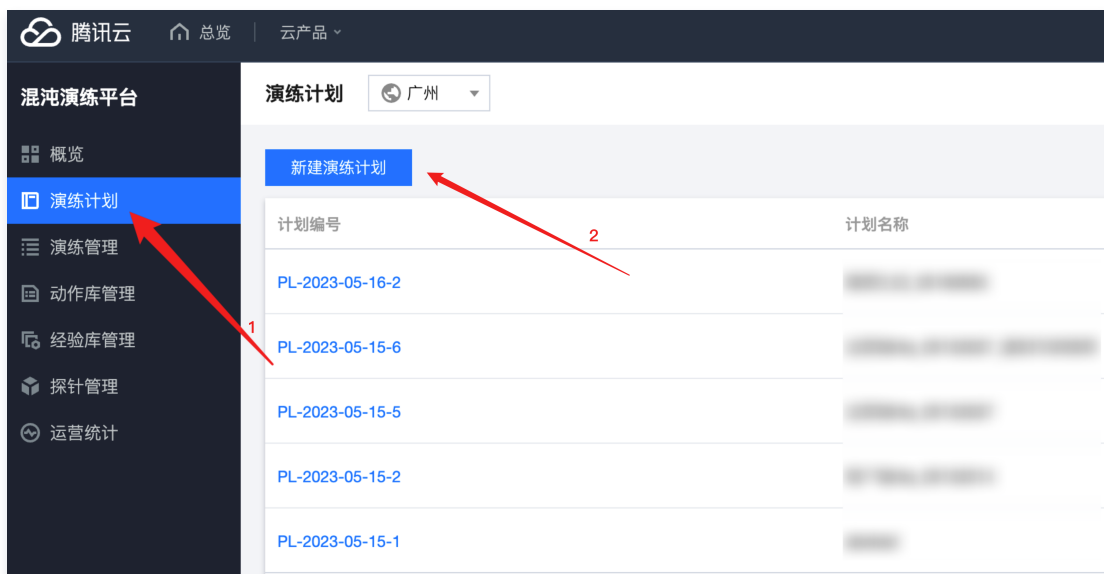 腾讯云 总览 云产品
混沌演练平台
概览
演练计划
演练管理
动作库管理
经验库管理
探针管理
运营统计
1
演练计划 广州
新建演练计划
2
计划编号 计划名称
PL-2023-05-16-2
PL-2023-05-15-6
PL-2023-05-15-5
PL-2023-05-15-2
PL-2023-05-15-1